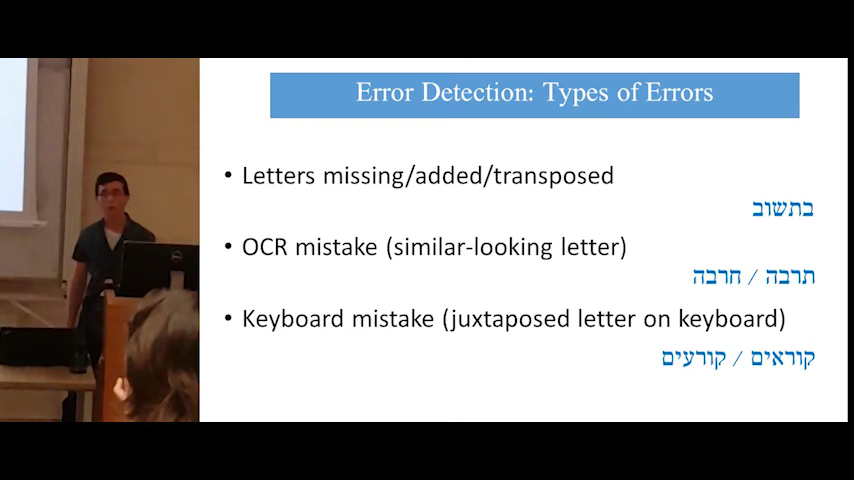 Error Detection: Types of Errors
• Letters missing/added/transposed
בתשוב
• OCR mistake (similar-looking letter)
תרבה / חרבה
• Keyboard mistake (juxtaposed letter on keyboard)
קוראים / קורעים